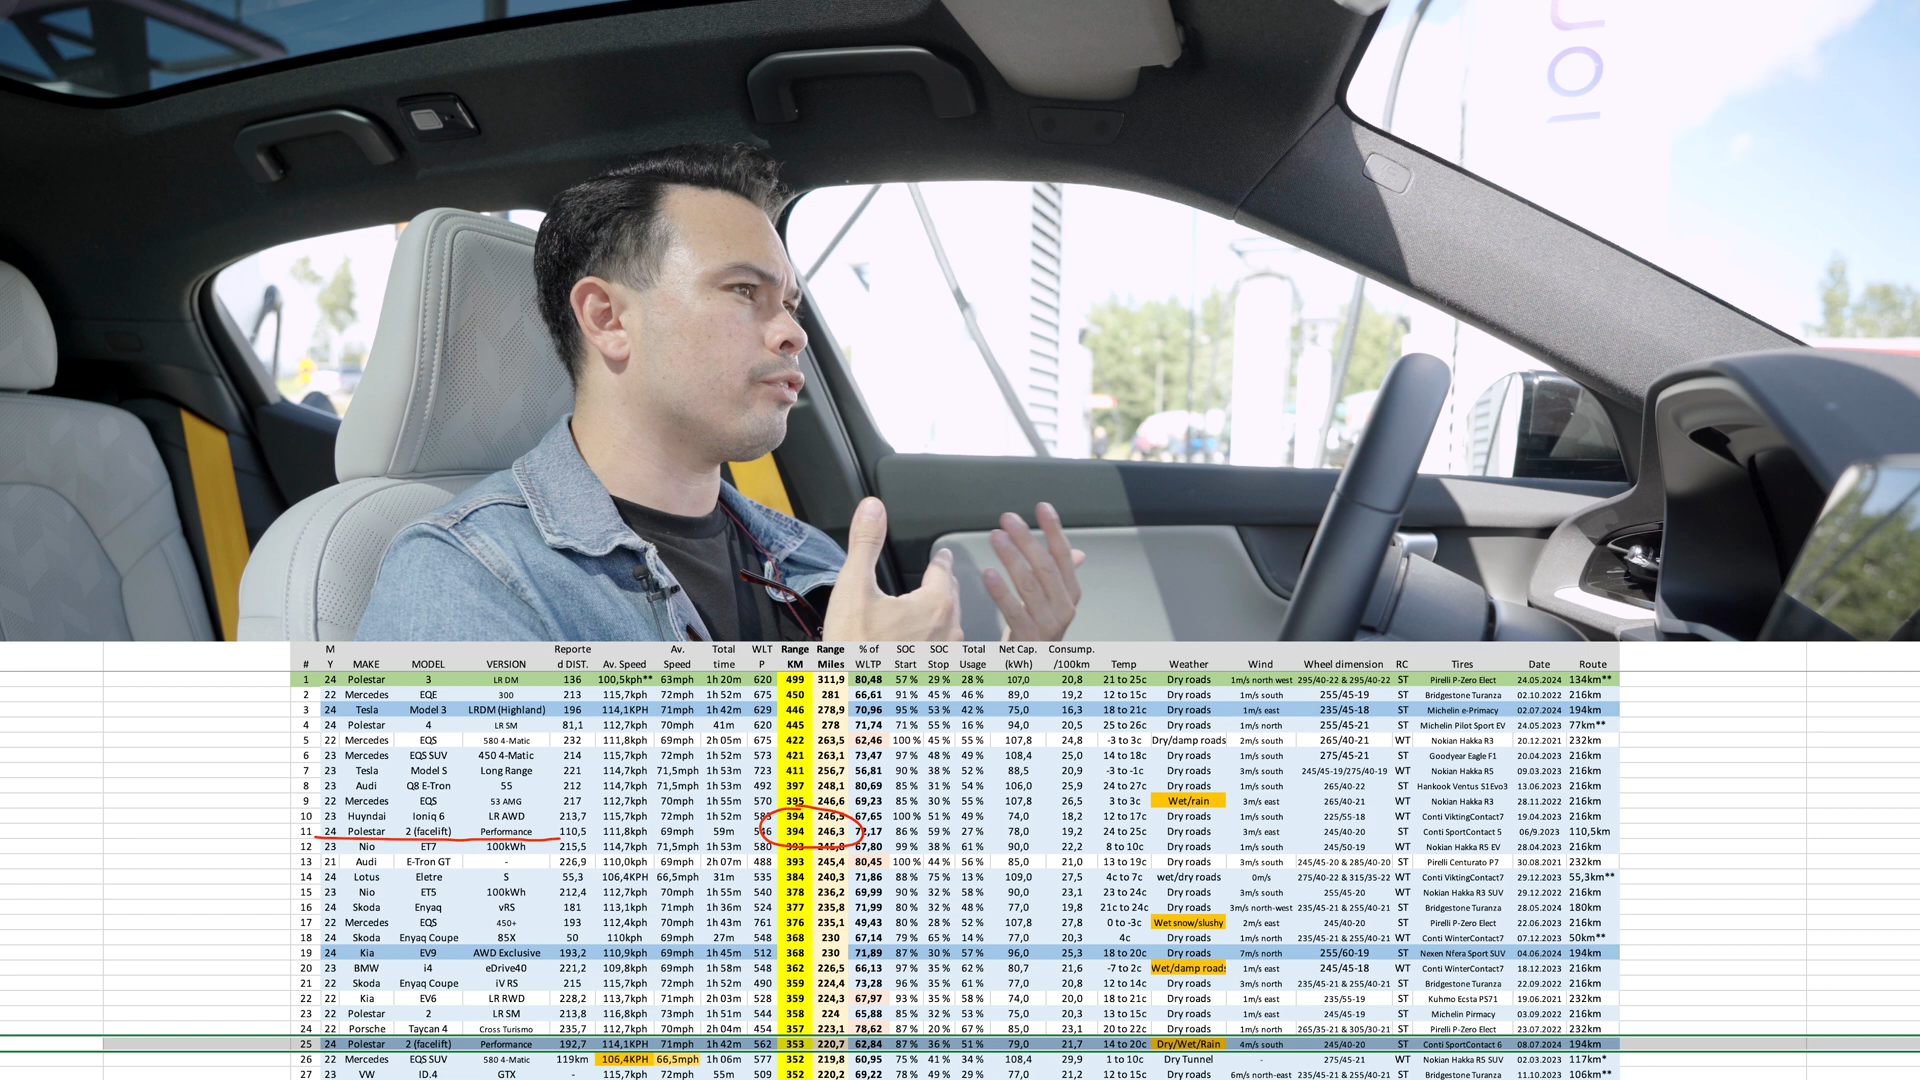 ION
# M Y MAKE MODEL VERSION Reporte d DIST. Av. Speed Av. Speed Total time WLT P Range KM Range Miles % of WLTP SOC Start SOC Stop Total Usage Net Cap. (kWh) Consump. /100km Temp Weather Wind Wheel dimension RC Tires Date Route
1 24 Polestar 3 LR DM 136 100,5kph** 63mph 1h 20m 620 499 311,9 80,48 57 % 29 % 28 % 107,0 21,8 21 to 25c Dry roads 1m/s north west 295/40-22 & 295/40-22 ST Pirelli P-Zero Elect 24.05.2024 134km**
2 22 Mercedes EQE 300 213 115,7kph 72mph 1h 52m 675 450 281 66,61 91 % 45 % 46 % 89,0 19,2 12 to 15c Dry roads 1m/s south 255/45-19 ST Bridgestone Turanza 02.10.2022 216km
3 24 Tesla Model 3 LRDM (Highland) 196 114,1KPH 71mph 1h 42m 629 446 278,9 70,96 95 % 53 % 42 % 75,0 16,3 18 to 21c Dry roads 1m/s east 235/45-18 ST Michelin e-Primacy 02.07.2024 194km
4 24 Polestar 4 LR SM 81,1 112,7kph 70mph 41m 620 445 278 71,74 71 % 55 % 16 % 94,0 20,5 25 to 26c Dry roads 1m/s north 255/45-21 ST Michelin Pilot Sport EV 24.05.2023 77km**
5 22 Mercedes EQS 580 4-Matic 232 111,8kph 69mph 2h 05m 675 422 263,5 62,46 100 % 45 % 55 % 107,8 24,8 -3 to 3c Dry/damp roads 2m/s south 265/40-21 WT Nokian Hakka R3 20.12.2021 232km
6 23 Mercedes EQS SUV 450 4-Matic 214 115,7kph 72mph 1h 52m 573 421 263,1 73,47 97 % 48 % 49 % 108,4 25,0 14 to 18c Dry roads 2m/s south 275/45-21 ST Goodyear Eagle F1 27.06.2023 216km
7 23 Tesla Model S Long Range 221 114,7kph 71,5mph 1h 53m 723 411 256,7 56,81 90 % 38 % 52 % 88,5 20,9 -3 to -1c Dry roads 3m/s south 245/45-19/275/40-19 WT Nokian Hakka R5 09.03.2023 216km
8 23 Audi Q8 E-Tron 55 212 114,7kph 71,5mph 1h 53m 492 397 248,1 80,69 85 % 31 % 54 % 106,0 25,9 24 to 27c Dry roads 3m/s south 265/40-22 ST Hankook Ventus S1Evo3 13.06.2023 216km
9 22 Mercedes EQS 53 AMG 217 112,7kph 70mph 1h 55m 570 395 246,6 69,23 85 % 30 % 55 % 107,8 26,5 3 to 3c Wet/rain 3m/s east 265/40-21 WT Nokian Hakka R3 28.11.2022 216km
10 23 Huyndai Ioniq 6 LR AWD 213,7 115,7kph 72mph 1h 51m 394 67,65 100 % 51 % 49 % 74,0 18,2 12 to 17c Dry roads 1m/s south 225/55-18 WT Conti VikingContact7 19.04.2023 216km
11 24 Polestar 2 (facelift) Performance 110,5 111,8kph 69mph 59m 394 246,3 86 % 59 % 27 % 78,0 19,2 24 to 25c Dry roads 3m/s east 245/40-20 ST Conti SportContact 5 06/9.2023 110,5km
12 23 Nio ET7 100kWh 215,5 114,7kph 71,5mph 1h 53m 580 393 67,80 99 % 38 % 61 % 90,0 22,2 8 to 10c Dry roads 1m/s south 245/50-19 WT Nokian Hakka R5 EV 28.04.2023 216km
13 21 Audi E-Tron GT - 226,9 110,0kph 69mph 2h 07m 488 393 245,4 80,45 100 % 44 % 56 % 85,0 21,0 13 to 19c Dry roads 3m/s south 245/45-20 & 285/40-20 ST Pirelli Centurato P7 30.08.2021 232km
14 24 Lotus Eletre S 55,3 106,4KPH 66,5mph 31m 535 384 240,3 71,86 88 % 75 % 13 % 109,0 27,5 4c to 7c wet/dry roads 0m/s 275/40-22 & 315/35-22 WT Conti VikingContact7 29.12.2023 55,3km**
15 23 Nio ET5 100kWh 212,4 112,7kph 70mph 1h 55m 540 378 236,2 69,99 90 % 32 % 58 % 90,0 23,1 23 to 24c Dry roads 3m/s south 255/45-20 WT Nokian Hakka R3 SUV 29.12.2022 216km
16 24 Skoda Enyaq vRS 181 113,1kph 71mph 1h 36m 524 377 235,8 71,99 80 % 32 % 48 % 77,0 19,8 21c to 24c Dry roads 3m/s north-west 235/45-21 & 255/40-21 ST Bridgestone Turanza 28.05.2024 180km
17 22 Mercedes EQS 450+ 193 112,4kph 70mph 1h 43m 761 376 235,1 49,43 80 % 28 % 52 % 107,8 27,8 0 to -3c Wet snow/slushy 2m/s east 245/40-20 ST Pirelli P-Zero Elect 22.06.2023 216km
18 24 Skoda Enyaq Coupe 85X 50 110kph 69mph 27m 548 368 230 67,14 79 % 65 % 14 % 77,0 20,3 4c Dry roads 1m/s north 235/45-21 & 255/40-21 WT Conti WinterContact7 07.12.2023 50km**
19 24 Kia EV9 AWD Exclusive 193,2 110,9kph 69mph 1h 45m 512 368 230 71,89 87 % 30 % 57 % 96,0 25,3 18 to 20c Dry roads 7m/s north 255/60-19 ST Nexen Nfera Sport SUV 04.06.2024 194km
20 23 BMW i4 eDrive40 221,2 109,8kph 69mph 1h 58m 548 362 226,5 66,13 97 % 35 % 62 % 80,7 21,6 -7 to 2c Wet/damp roads 1m/s east 245/45-18 WT Conti WinterContact7 18.12.2023 216km
21 22 Skoda Enyaq Coupe iV RS 215 115,7kph 72mph 1h 52m 490 359 224,4 73,28 96 % 35 % 61 % 77,0 20,8 12 to 14c Dry roads 3m/s north 235/45-21 & 255/40-21 ST Bridgestone Turanza 20.09.2022 216km
22 22 Kia EV6 LR RWD 228,2 113,7kph 71mph 2h 03m 528 359 224,3 67,97 93 % 35 % 58 % 74,0 20,0 18 to 21c Dry roads 1m/s east 235/55-19 ST Kuhmo Ecsta PS71 19.06.2021 232km
23 22 Polestar 2 LR SM 213,8 116,8kph 73mph 1h 51m 544 358 224 65,88 85 % 32 % 53 % 75,0 20,3 13 to 15c Dry roads 1m/s north 245/45-19 ST Michelin Pirmacy 03.09.2022 216km
24 22 Porsche Taycan 4 Cross Turismo 235,7 112,7kph 70mph 2h 04m 454 357 223,1 78,62 87 % 20 % 67 % 85,0 23,1 20 to 22c Dry roads 1m/s north 265/35-21 & 305/30-21 ST Pirelli P-Zero Elect 23.07.2022 232km
25 24 Polestar 2 (facelift) Performance 192,7 114,1KPH 71mph 1h 42m 562 353 220,7 62,84 87 % 36 % 51 % 79,0 21,7 14 to 20c Dry/Wet/Rain 4m/s south 245/40-20 ST Conti SportContact 6 08.07.2024 194km
26 22 Mercedes EQS SUV 580 4-Matic 119km 106,4KPH 66,5mph 1h 06m 577 352 219,8 60,95 75 % 41 % 34 % 108,4 29,9 1 to 10c Dry Tunnel - 275/45-21 WT Nokian Hakka R5 SUV 02.03.2023 117km*
27 23 VW ID.4 GTX - 115,7kph 72mph 55m 509 352 220,2 69,22 78 % 49 % 29 % 77,0 21,2 12 to 15c Dry roads 6m/s north-east 235/45-21 & 255/40-21 ST Bridgestone Turanza 11.10.2023 106km**